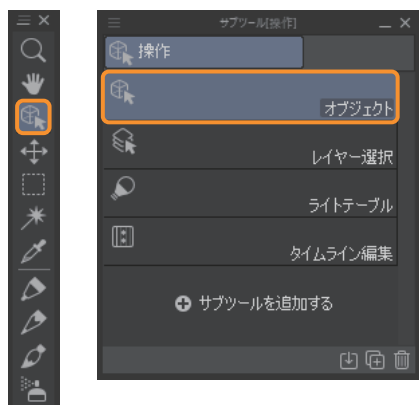 サブツール[操作]
操作
オブジェクト
レイヤー選択
ライトテーブル
タイムライン編集
サブツールを追加する